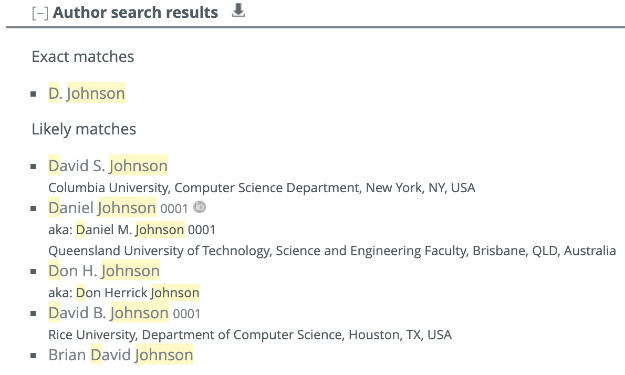 [−] Author search results
Exact matches
D. Johnson
Likely matches
David S. Johnson
Columbia University, Computer Science Department, New York, NY, USA
Daniel Johnson 0001 iD
aka: Daniel M. Johnson 0001
Queensland University of Technology, Science and Engineering Faculty, Brisbane, QLD, Australia
Don H. Johnson
aka: Don Herrick Johnson
David B. Johnson 0001
Rice University, Department of Computer Science, Houston, TX, USA
Brian David Johnson